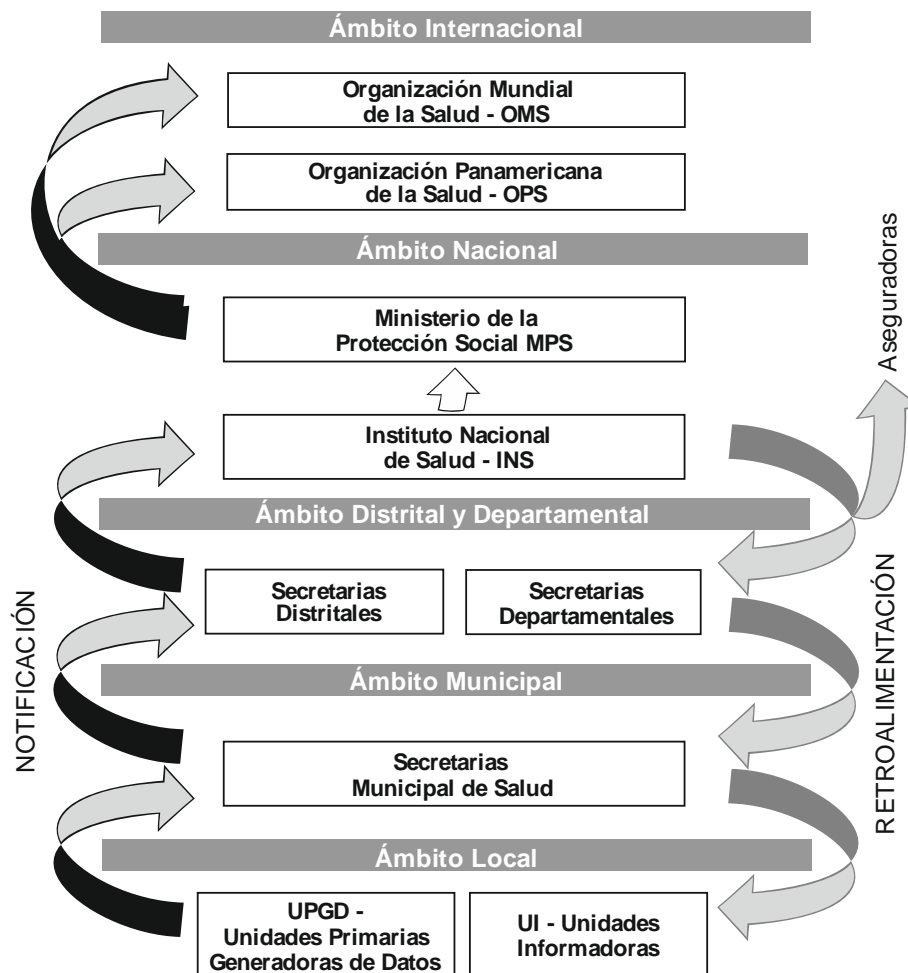 Ámbito Internacional
Organización Mundial
de la Salud - OMS
Organización Panamericana
de la Salud - OPS
Ámbito Nacional
Ministerio de la
Protección Social MPS
Aseguradoras
Instituto Nacional
de Salud - INS
Ámbito Distrital y Departamental
Secretarias
Distritales
Secretarias
Departamentales
NOTIFICACIÓN
RETROALIMENTACIÓN
Ámbito Municipal
Secretarias
Municipal de Salud
Ámbito Local
UPGD -
Unidades Primarias
Generadoras de Datos
UI - Unidades
Informadoras